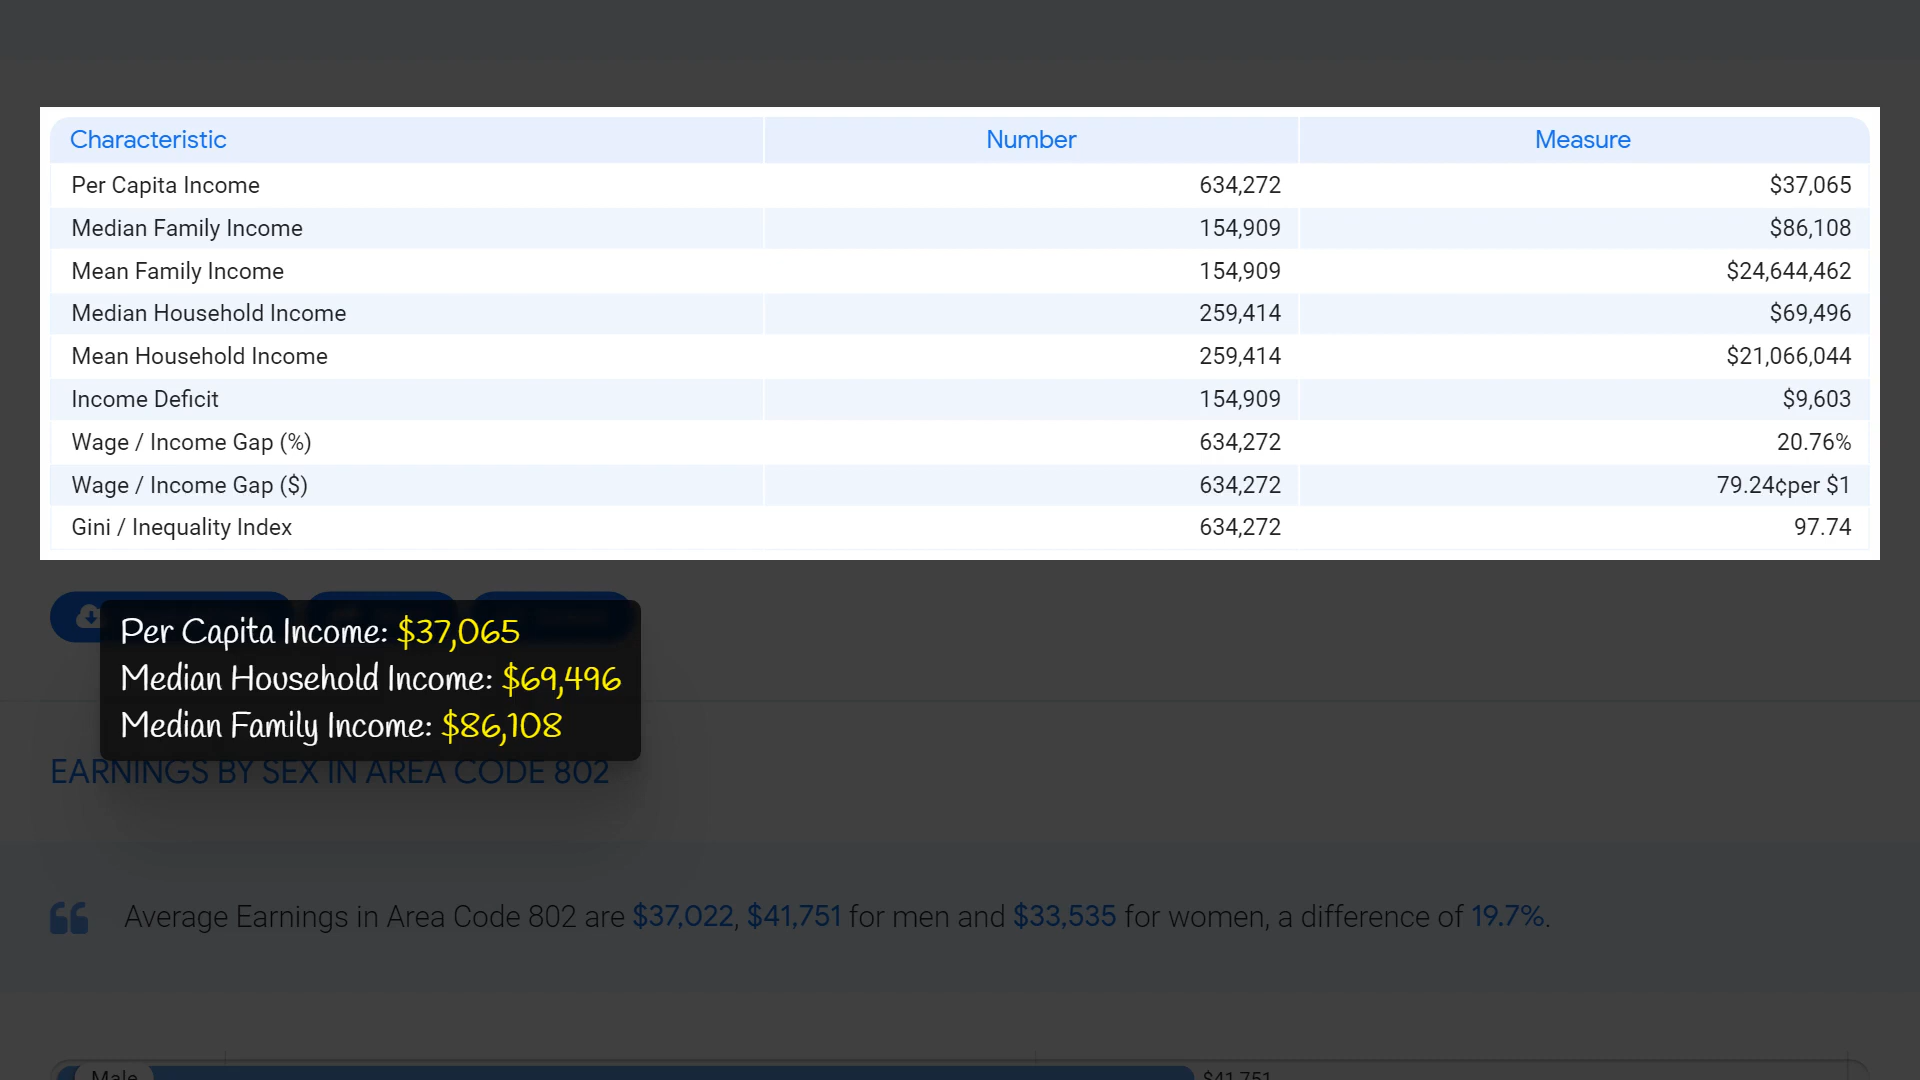 Characteristic Number Measure
Per Capita Income 634,272 $37,065
Median Family Income 154,909 $86,108
Mean Family Income 154,909 $24,644,462
Median Household Income 259,414 $69,496
Mean Household Income 259,414 $21,066,044
Income Deficit 154,909 $9,603
Wage / Income Gap (%) 634,272 20.76%
Wage / Income Gap ($) 634,272 79.24¢per $1
Gini / Inequality Index 634,272 97.74
Per Capita Income: $37,065
Median Household Income: $69,496
Median Family Income: $86,108
EARNINGS BY SEX IN AREA CODE 802
Average Earnings in Area Code 802 are $37,022, $41,751 for men and $33,535 for women, a difference of 19.7%.
Male $41,751